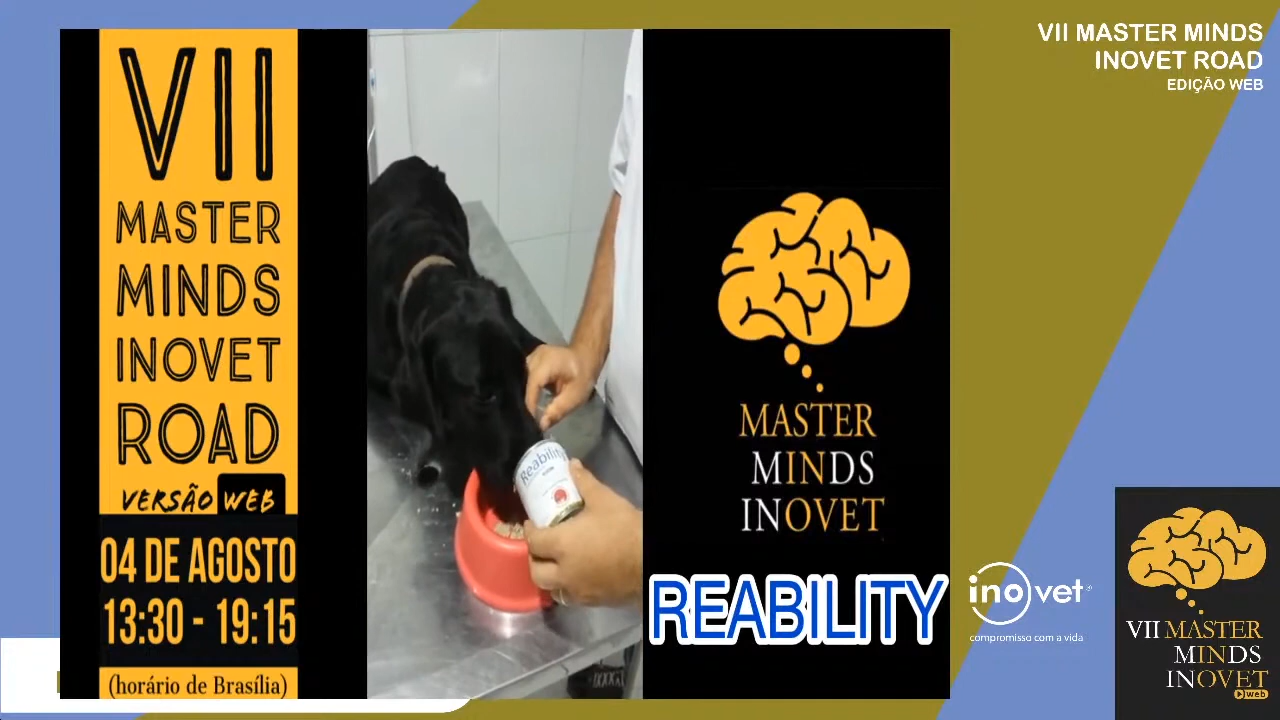 VII
MASTER
MINDS
INOVET
ROAD
VERSÃO WEB
04 DE AGOSTO
13:30 - 19:15
(horário de Brasília)
Reability
MASTER
MINDS
INOVET
REABILITY
VII MASTER MINDS
INOVET ROAD
EDIÇÃO WEB
inovet
compromisso com a vida
VII MASTER
MINDS
INOVET
web